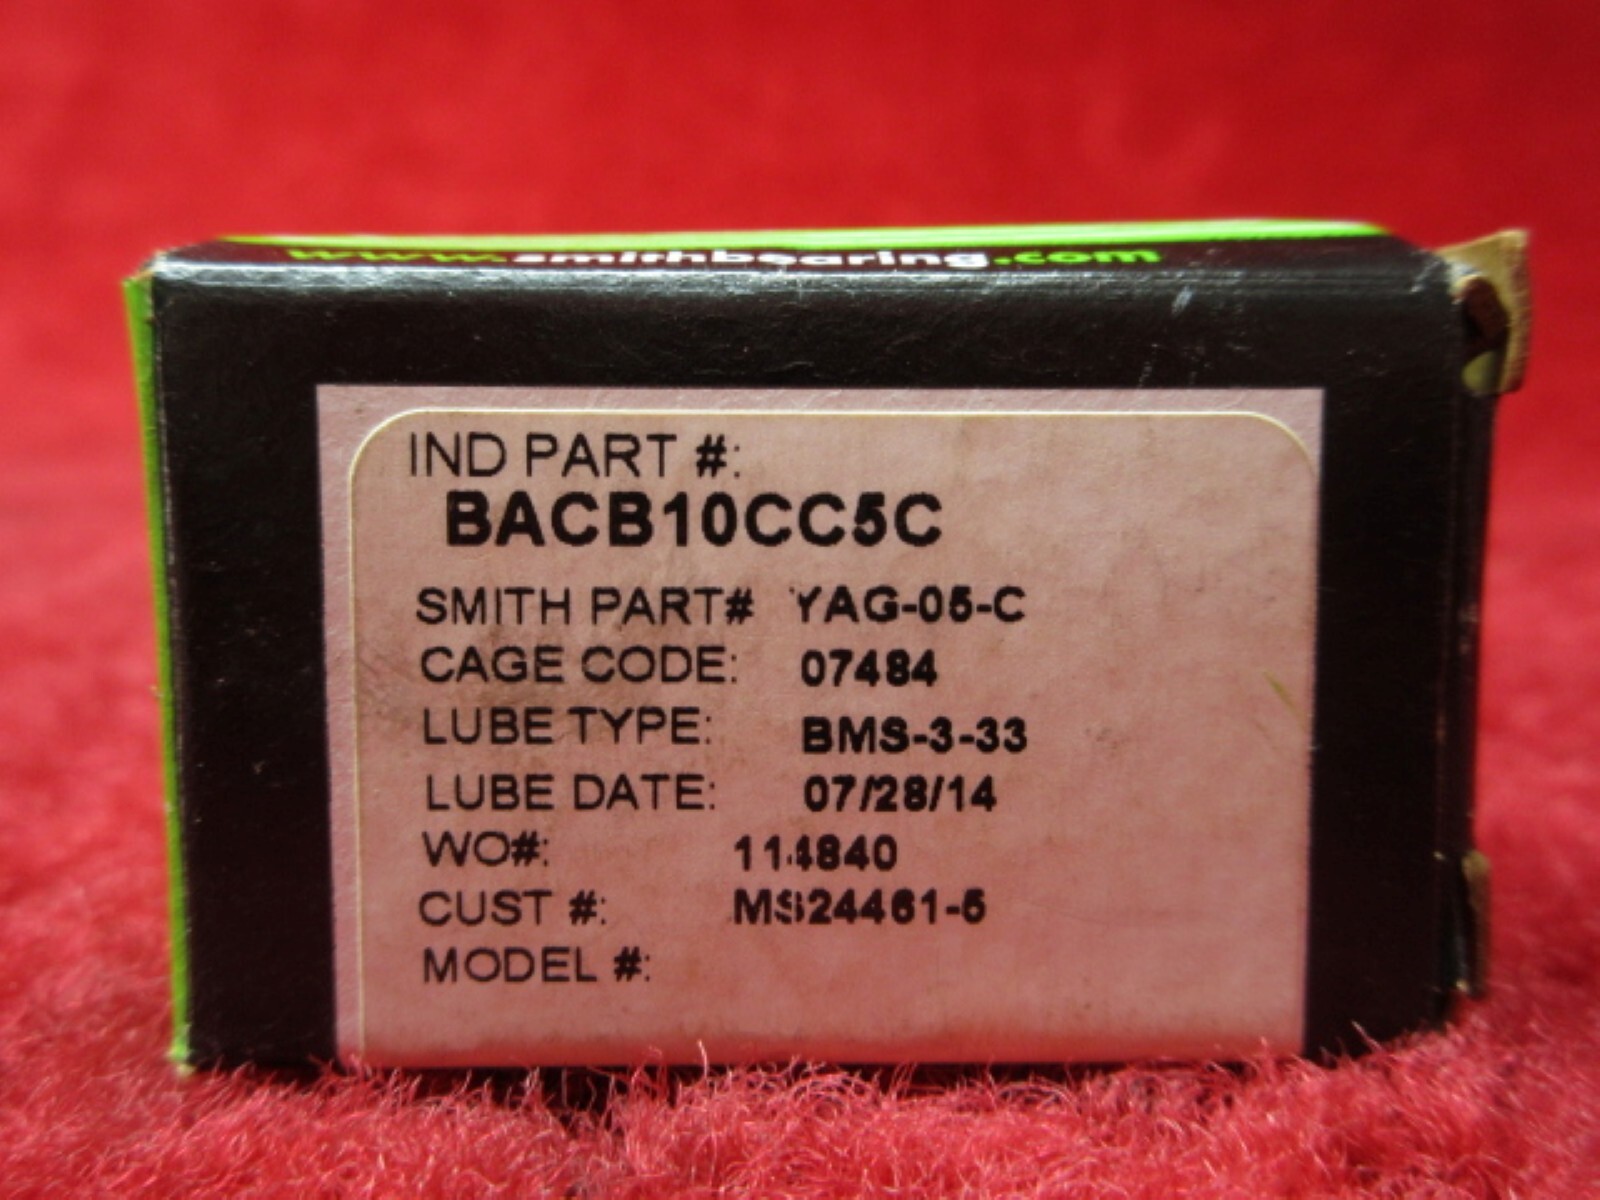 www.smithbearing.com
IND PART #:
BACB10CC5C
SMITH PART# YAG-05-C
CAGE CODE: 07484
LUBE TYPE: BMS-3-33
LUBE DATE: 07/28/14
WO#: 114840
CUST #: MS24461-5
MODEL #: